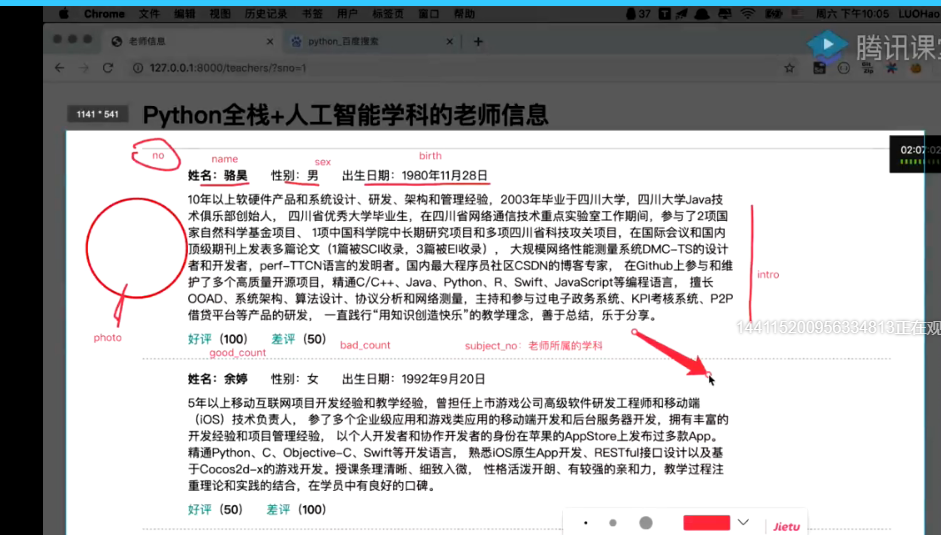 Chrome 文件 编辑 视图 历史记录 书签 用户 标签页 窗口 帮助 37 周六 下午10:05 LUOHao
老师信息 python_百度搜索
腾讯课堂
127.0.0.1:8000/teachers/?sno=1
1141 * 541
Python全栈+人工智能学科的老师信息
02:07:02
no
name
sex
birth
姓名：骆昊 性别：男 出生日期：1980年11月28日
10年以上软硬件产品和系统设计、研发、架构和管理经验，2003年毕业于四川大学，四川大学Java技
术俱乐部创始人， 四川省优秀大学毕业生，在四川省网络通信技术重点实验室工作期间，参与了2项国
家自然科学基金项目、 1项中国科学院中长期研究项目和多项四川省科技攻关项目，在国际会议和国内
顶级期刊上发表多篇论文（1篇被SCI收录，3篇被EI收录）， 大规模网络性能测量系统DMC-TS的设计
者和开发者，perf-TTCN语言的发明者。国内最大程序员社区CSDN的博客专家， 在Github上参与和维
护了多个高质量开源项目，精通C/C++、Java、Python、R、Swift、JavaScript等编程语言， 擅长
OOAD、系统架构、算法设计、协议分析和网络测量，主持和参与过电子政务系统、KPI考核系统、P2P
借贷平台等产品的研发， 一直践行“用知识创造快乐”的教学理念，善于总结，乐于分享。
intro
144115200956334813正在观
photo
好评（100） 差评（50）
good_count
bad_count
subject_no：老师所属的学科
姓名：余婷 性别：女 出生日期：1992年9月20日
5年以上移动互联网项目开发经验和教学经验，曾担任上市游戏公司高级软件研发工程师和移动端
（iOS）技术负责人， 参了多个企业级应用和游戏类应用的移动端开发和后台服务器开发，拥有丰富的
开发经验和项目管理经验， 以个人开发者和协作开发者的身份在苹果的AppStore上发布过多款App。
精通Python、C、Objective-C、Swift等开发语言， 熟悉iOS原生App开发、RESTful接口设计以及基
于Cocos2d-x的游戏开发。授课条理清晰、细致入微， 性格活泼开朗、有较强的亲和力，教学过程注
重理论和实践的结合，在学员中有良好的口碑。
好评（50） 差评（100）
Jietu